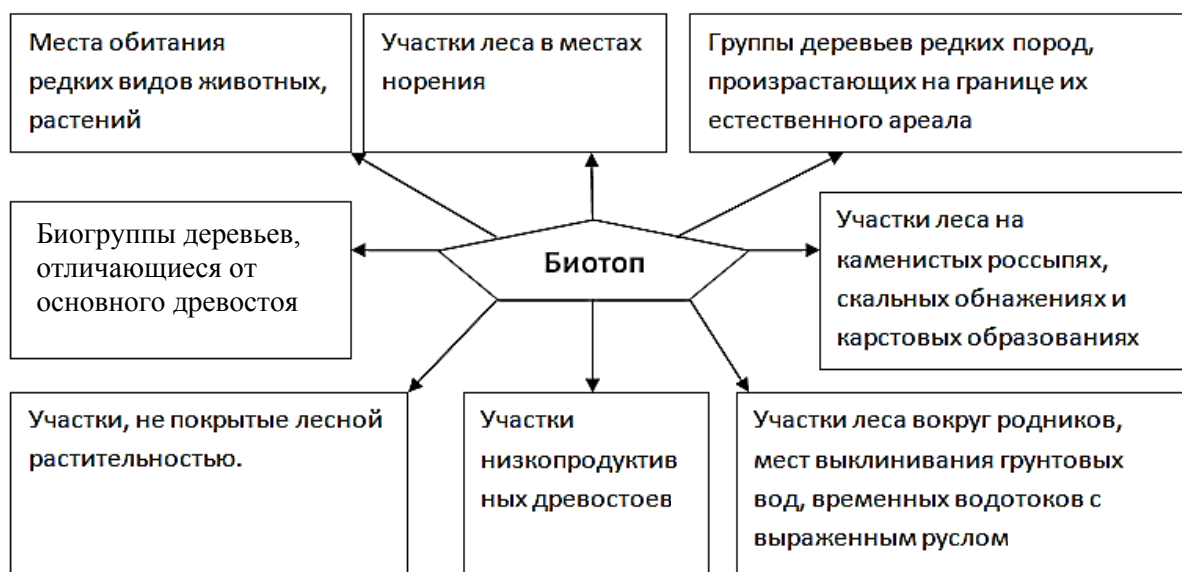 Места обитания
редких видов животных,
растений
Участки леса в местах
норения
Группы деревьев редких пород,
произрастающих на границе их
естественного ареала
Биогруппы деревьев,
отличающиеся от
основного древостоя
Биотоп
Участки леса на
каменистых россыпях,
скальных обнажениях и
карстовых образованиях
Участки, не покрытые лесной
растительностью.
Участки
низкопродуктив
ных древостоев
Участки леса вокруг родников,
мест выклинивания грунтовых
вод, временных водотоков с
выраженным руслом